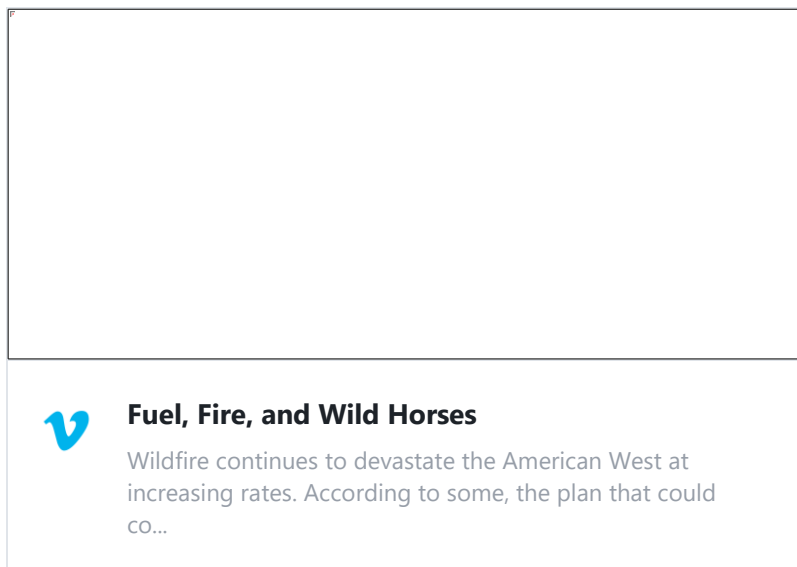 Fuel, Fire, and Wild Horses
Wildfire continues to devastate the American West at
increasing rates. According to some, the plan that could
co...